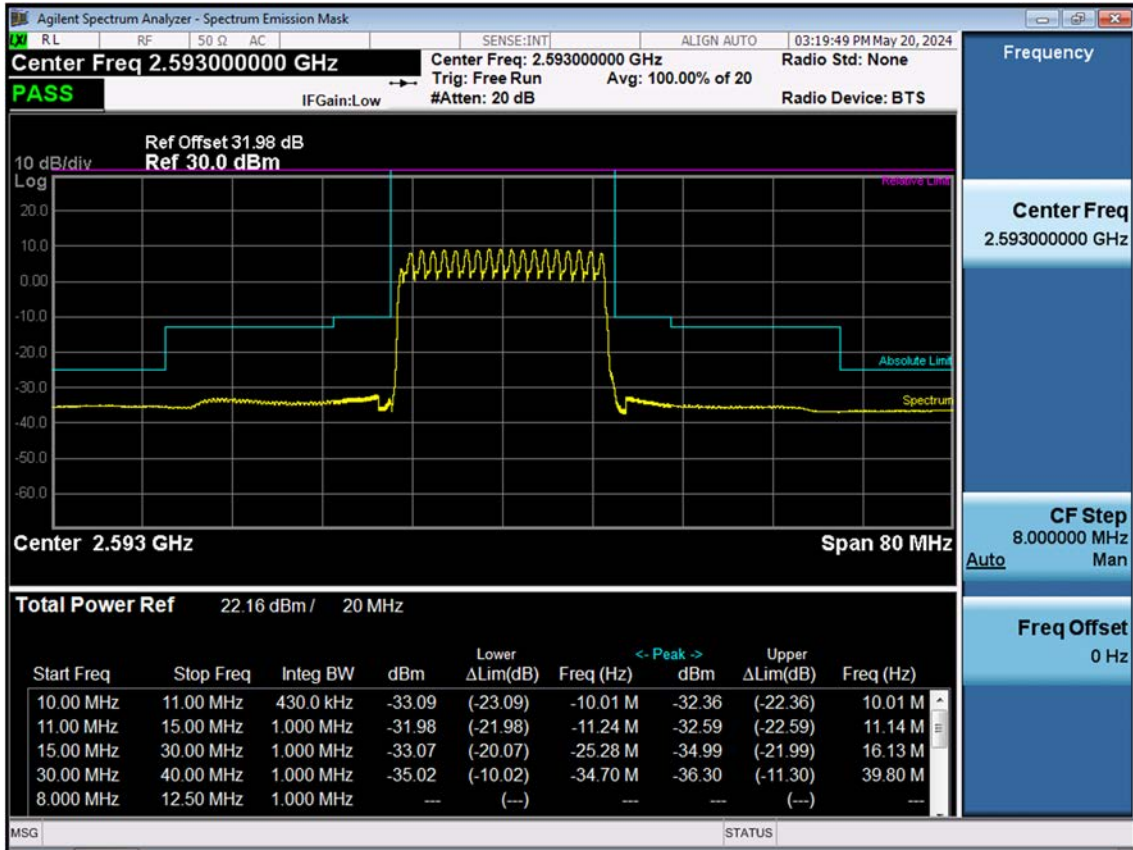 Agilent Spectrum Analyzer - Spectrum Emission Mask
LXI RL RF 50 Ω AC SENSE:INT ALIGN AUTO 03:19:49 PM May 20, 2024
Center Freq 2.593000000 GHz
Center Freq: 2.593000000 GHz
Radio Std: None
Trig: Free Run Avg: 100.00% of 20
PASS
IFGain:Low
#Atten: 20 dB
Radio Device: BTS
Ref Offset 31.98 dB
10 dB/div Ref 30.0 dBm
Log
Relative Limit
20.0
10.0
0.00
-10.0
-20.0
Absolute Limit
-30.0
Spectrum
-40.0
-50.0
-60.0
Center 2.593 GHz Span 80 MHz
Total Power Ref 22.16 dBm / 20 MHz
Lower <- Peak -> Upper
Start Freq Stop Freq Integ BW dBm ΔLim(dB) Freq (Hz) dBm ΔLim(dB) Freq (Hz)
10.00 MHz 11.00 MHz 430.0 kHz -33.09 (-23.09) -10.01 M -32.36 (-22.36) 10.01 M
11.00 MHz 15.00 MHz 1.000 MHz -31.98 (-21.98) -11.24 M -32.59 (-22.59) 11.14 M
15.00 MHz 30.00 MHz 1.000 MHz -33.07 (-20.07) -25.28 M -34.99 (-21.99) 16.13 M
30.00 MHz 40.00 MHz 1.000 MHz -35.02 (-10.02) -34.70 M -36.30 (-11.30) 39.80 M
8.000 MHz 12.50 MHz 1.000 MHz --- (---) --- --- (---) ---
MSG STATUS
Frequency
Center Freq
2.593000000 GHz
CF Step
8.000000 MHz
Auto Man
Freq Offset
0 Hz